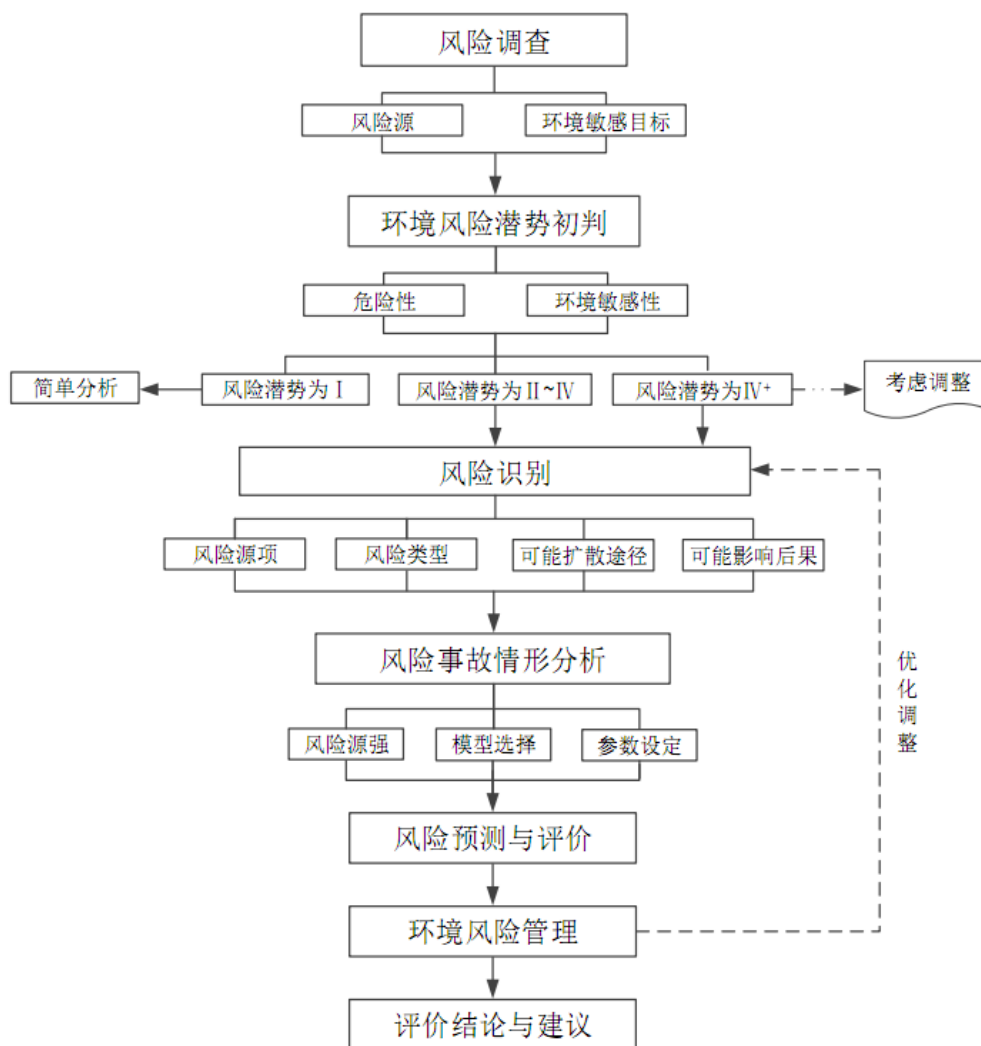 风险调查
风险源
环境敏感目标
环境风险潜势初判
危险性
环境敏感性
简单分析
风险潜势为Ⅰ
风险潜势为Ⅱ~Ⅳ
风险潜势为Ⅳ⁺
考虑调整
风险识别
风险源项
风险类型
可能扩散途径
可能影响后果
风险事故情形分析
优化调整
风险源强
模型选择
参数设定
风险预测与评价
环境风险管理
评价结论与建议